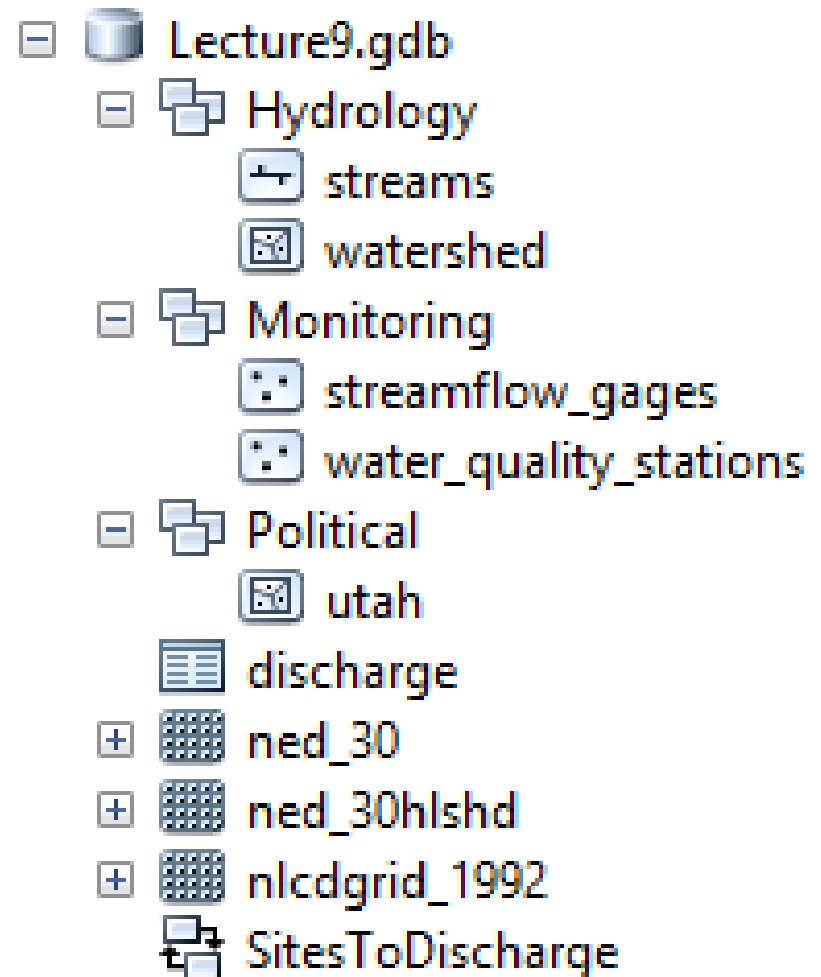 Lecture9.gdb
Hydrology
streams
watershed
Monitoring
streamflow_gages
water_quality_stations
Political
utah
discharge
ned_30
ned_30hlshd
nlcdgrid_1992
SitesToDischarge